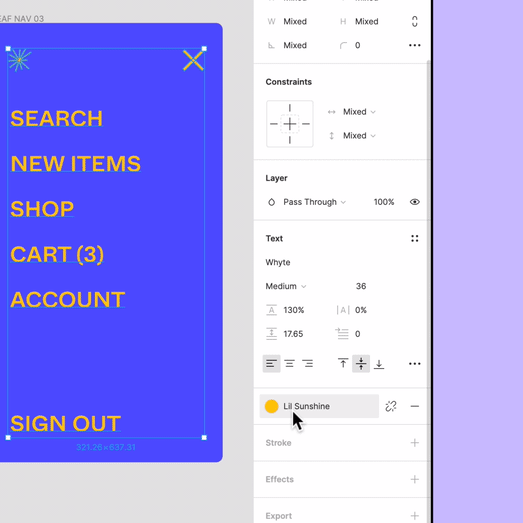 EAF NAV 03
W Mixed H Mixed
Mixed 0
SEARCH
NEW ITEMS
SHOP
CART (3)
ACCOUNT
SIGN OUT
321.26×637.31
Constraints
Mixed
Mixed
Layer
Pass Through 100%
Text
Whyte
Medium 36
A 130% |A| 0%
17.65 0
Lil Sunshine
Stroke
Effects
Export